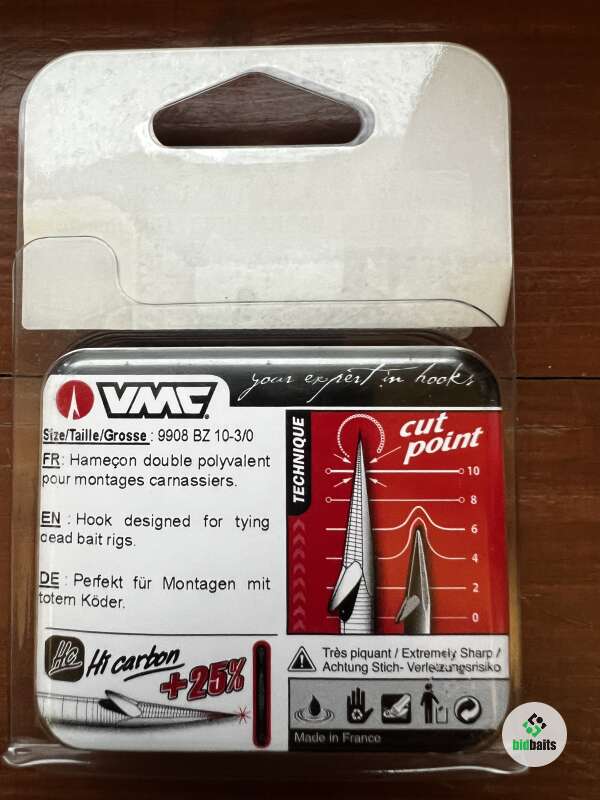 VMC
your expert in hooks
Size/Taille/Grosse : 9908 BZ 10-3/0
FR: Hameçon double polyvalent
pour montages carnassiers.
EN : Hook designed for tying
dead bait rigs.
DE : Perfekt für Montagen mit
totem Köder.
Hc Hi carbon
+25%
TECHNIQUE
cut
point
10
8
6
4
2
0
Très piquant / Extremely Sharp /
Achtung Stich- Verletzungsrisiko
Made in France
bidbaits